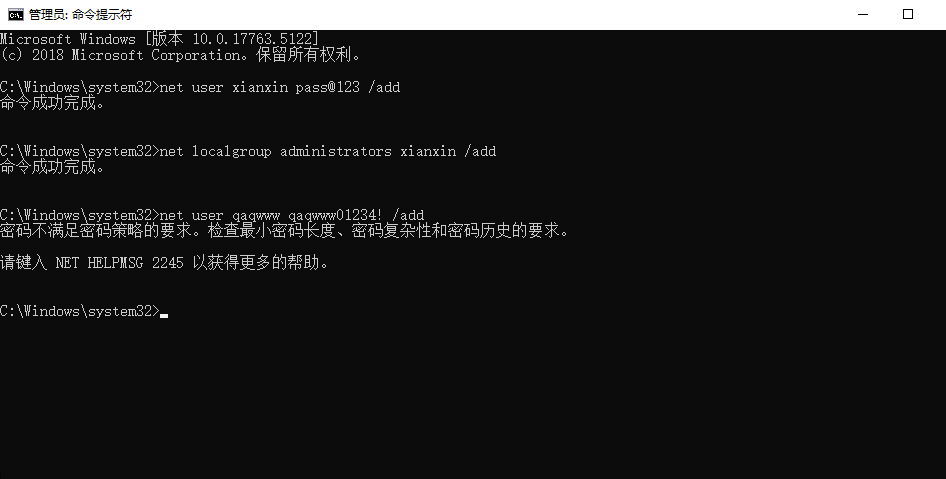 管理员: 命令提示符
Microsoft Windows [版本 10.0.17763.5122]
(c) 2018 Microsoft Corporation。保留所有权利。
C:\Windows\system32>net user xianxin pass@123 /add
命令成功完成。
C:\Windows\system32>net localgroup administrators xianxin /add
命令成功完成。
C:\Windows\system32>net user qaqwww qaqwww01234! /add
密码不满足密码策略的要求。检查最小密码长度、密码复杂性和密码历史的要求。
请键入 NET HELPMSG 2245 以获得更多的帮助。
C:\Windows\system32>